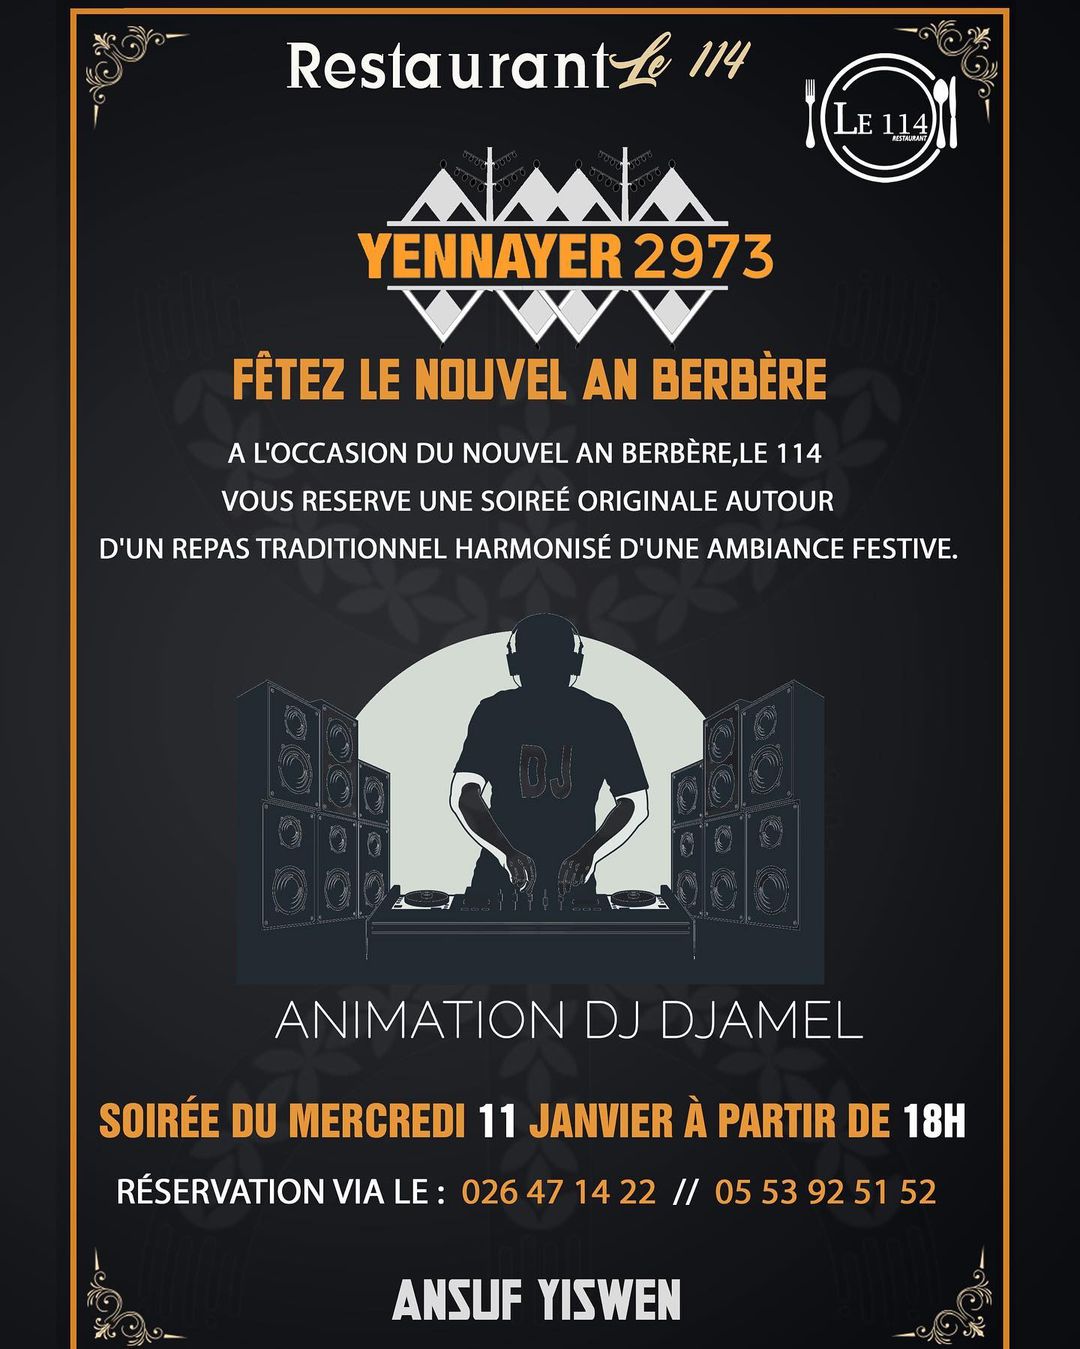 Restaurant Le 114
LE 114
RESTAURANT
YENNAYER 2973
FÊTEZ LE NOUVEL AN BERBÈRE
A L'OCCASION DU NOUVEL AN BERBÈRE,LE 114
VOUS RESERVE UNE SOIREÉ ORIGINALE AUTOUR
D'UN REPAS TRADITIONNEL HARMONISÉ D'UNE AMBIANCE FESTIVE.
DJ
ANIMATION DJ DJAMEL
SOIRÉE DU MERCREDI 11 JANVIER À PARTIR DE 18H
RÉSERVATION VIA LE : 026 47 14 22 // 05 53 92 51 52
ANSUF YISWEN